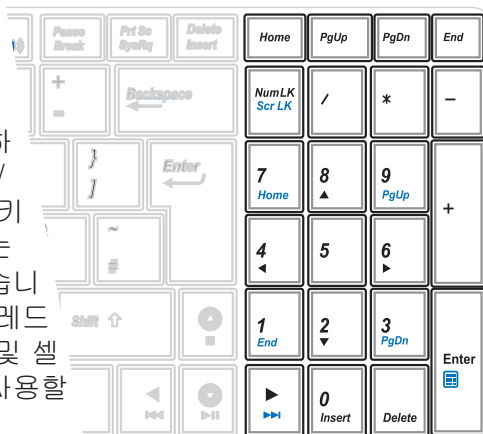 Pause Break Prt Sc SysRq Delete Insert Home PgUp PgDn End
+ - Backspace NumLK Scr LK / * -
하
/ } ] Enter 7 Home 8 9 PgUp +
키
는 ~ # 4 5 6
습니
레드 Shift 1 End 2 3 PgDn Enter
및 셀
사용할 0 Insert Delete